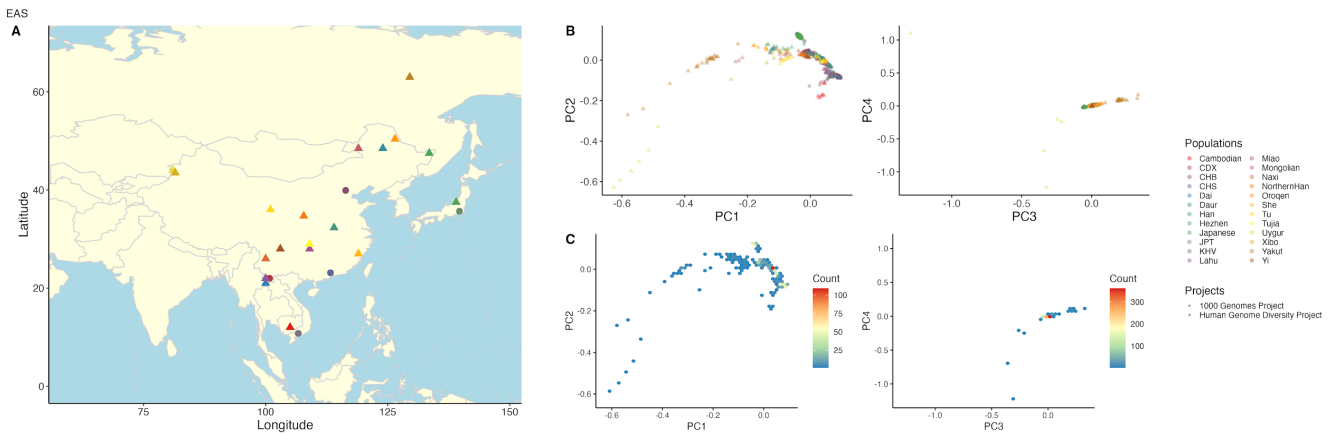 EAS
A
Latitude
60
40
20
0
75
100
125
150
Longitude
B
PC2
0.0
-0.2
-0.4
-0.6
-0.6
-0.4
-0.2
0.0
PC1
PC4
1.0
0.5
0.0
-0.5
-1.0
-1.0
-0.5
0.0
PC3
C
PC2
0.0
-0.2
-0.4
-0.6
-0.6
-0.4
-0.2
0.0
PC1
Count
100
75
50
25
PC4
1.0
0.5
0.0
-0.5
-1.0
-1.0
-0.5
0.0
PC3
Count
300
200
100
Populations
Cambodian
CDX
CHB
CHS
Dai
Daur
Han
Hezhen
Japanese
JPT
KHV
Lahu
Miao
Mongolian
Naxi
NorthernHan
Oroqen
She
Tu
Tujia
Uygur
Xibo
Yakut
Yi
Projects
1000 Genomes Project
Human Genome Diversity Project